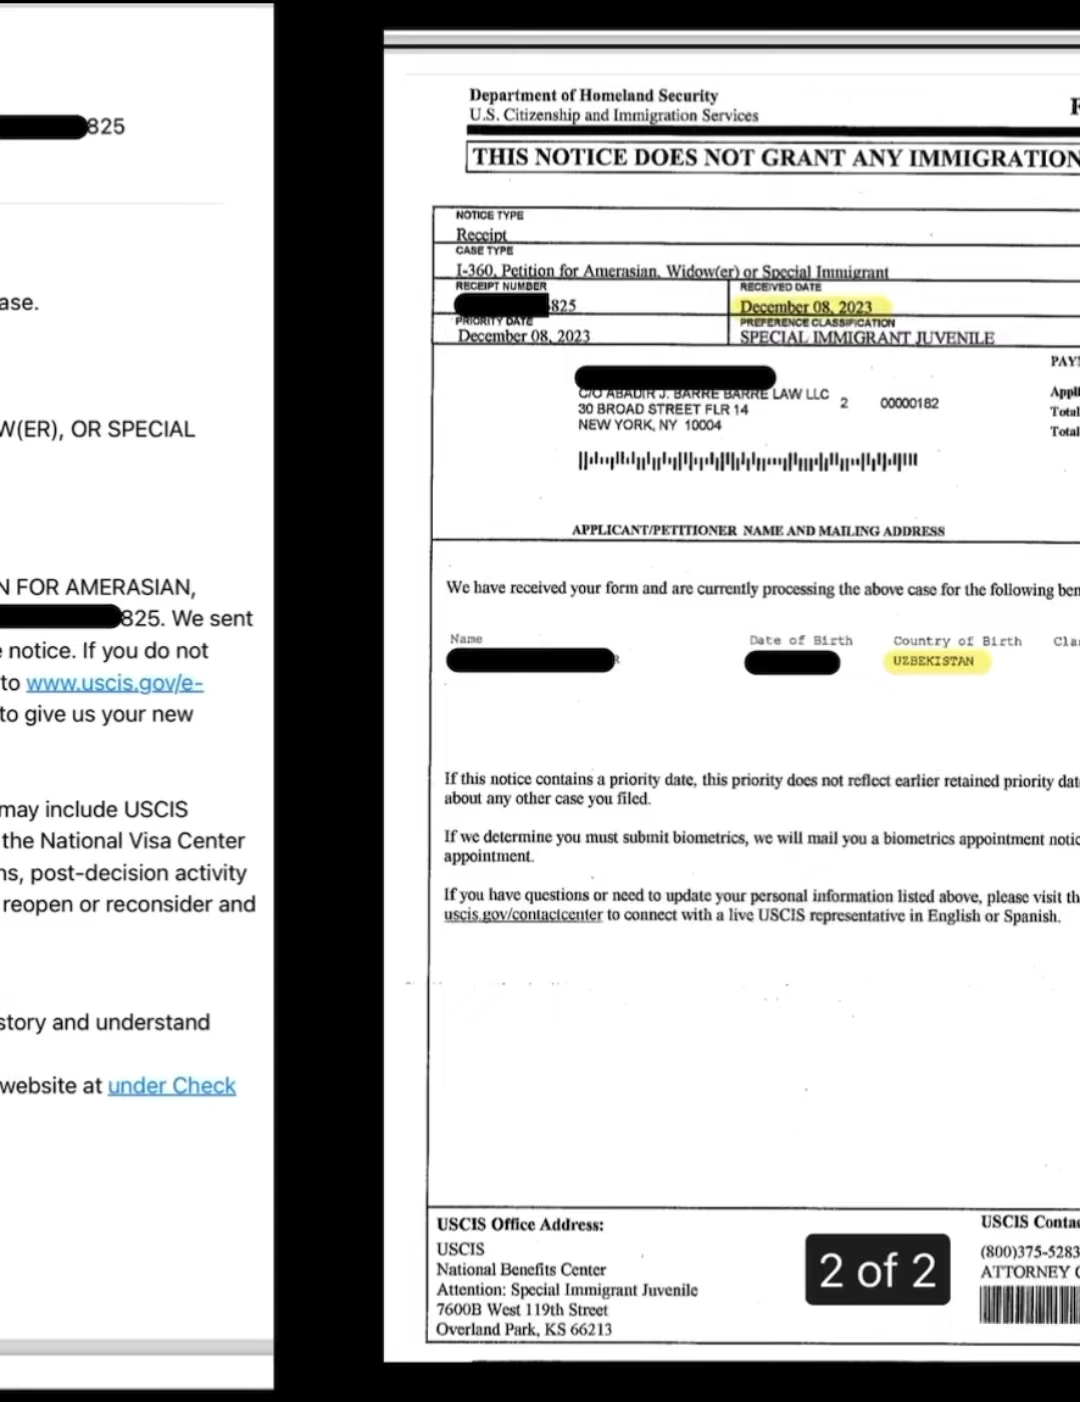 825
ase.
W(ER), OR SPECIAL
N FOR AMERASIAN,
825. We sent
notice. If you do not
to www.uscis.gov/e-
to give us your new
may include USCIS
the National Visa Center
ns, post-decision activity
reopen or reconsider and
story and understand
website at under Check
Department of Homeland Security
U.S. Citizenship and Immigration Services
THIS NOTICE DOES NOT GRANT ANY IMMIGRATION
NOTICE TYPE
Receipt
CASE TYPE
I-360, Petition for Amerasian, Widow(er) or Special Immigrant
RECEIPT NUMBER
825
RECEIVED DATE
December 08, 2023
PRIORITY DATE
December 08, 2023
PREFERENCE CLASSIFICATION
SPECIAL IMMIGRANT JUVENILE
C/O ABADIR J. BARRE BARRE LAW LLC
30 BROAD STREET FLR 14
NEW YORK, NY 10004
2 00000182
PAY
Appli
Total
Total
APPLICANT/PETITIONER NAME AND MAILING ADDRESS
We have received your form and are currently processing the above case for the following ben
Name Date of Birth Country of Birth Cla
R UZBEKISTAN
If this notice contains a priority date, this priority does not reflect earlier retained priority dat
about any other case you filed.
If we determine you must submit biometrics, we will mail you a biometrics appointment notic
appointment.
If you have questions or need to update your personal information listed above, please visit th
uscis.gov/contactcenter to connect with a live USCIS representative in English or Spanish.
USCIS Office Address:
USCIS
National Benefits Center
Attention: Special Immigrant Juvenile
7600B West 119th Street
Overland Park, KS 66213
2 of 2
USCIS Conta
(800)375-5283
ATTORNEY C